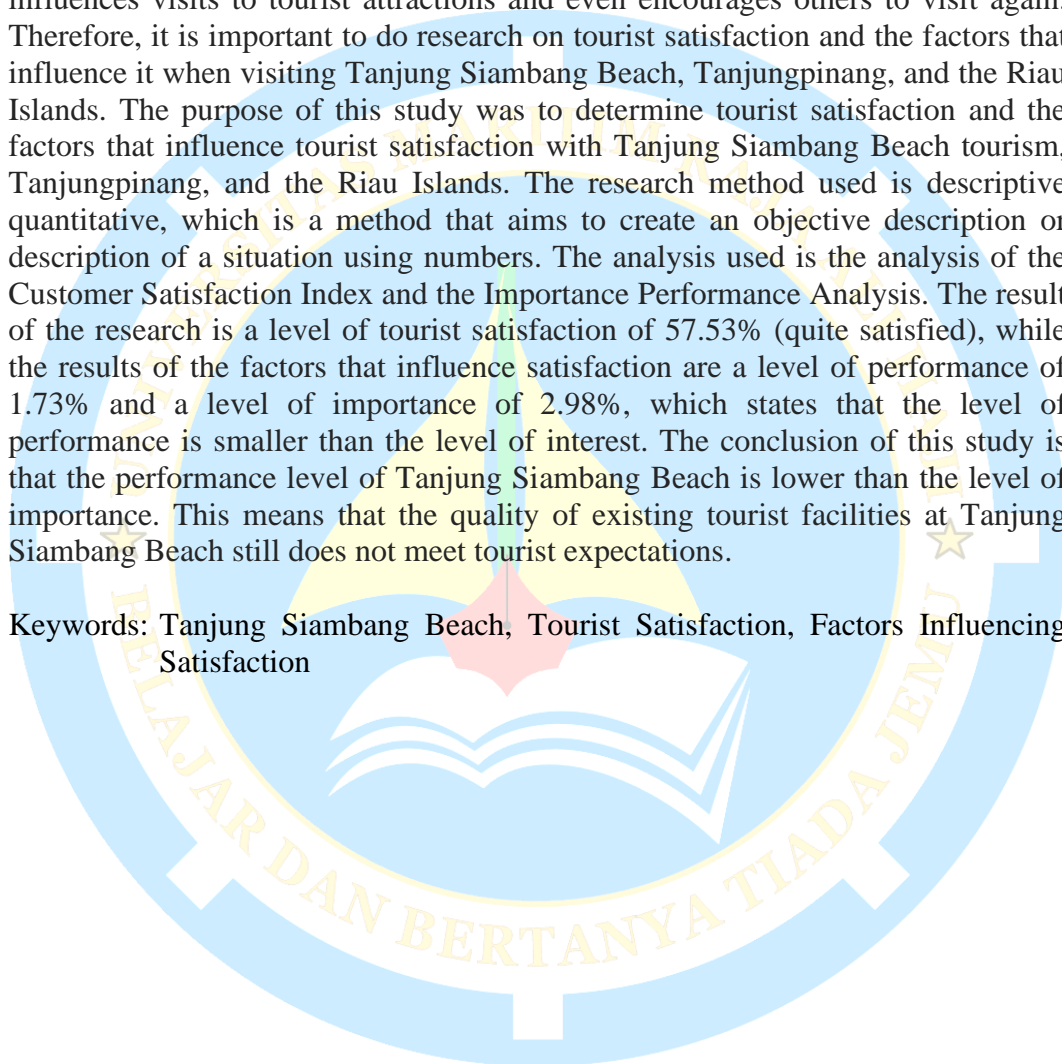 influences visits to tourist attractions and even encourages others to visit again.
Therefore, it is important to do research on tourist satisfaction and the factors that
influence it when visiting Tanjung Siambang Beach, Tanjungpinang, and the Riau
Islands. The purpose of this study was to determine tourist satisfaction and the
factors that influence tourist satisfaction with Tanjung Siambang Beach tourism,
Tanjungpinang, and the Riau Islands. The research method used is descriptive
quantitative, which is a method that aims to create an objective description or
description of a situation using numbers. The analysis used is the analysis of the
Customer Satisfaction Index and the Importance Performance Analysis. The result
of the research is a level of tourist satisfaction of 57.53% (quite satisfied), while
the results of the factors that influence satisfaction are a level of performance of
1.73% and a level of importance of 2.98%, which states that the level of
performance is smaller than the level of interest. The conclusion of this study is
that the performance level of Tanjung Siambang Beach is lower than the level of
importance. This means that the quality of existing tourist facilities at Tanjung
Siambang Beach still does not meet tourist expectations.
Keywords: Tanjung Siambang Beach, Tourist Satisfaction, Factors Influencing
Satisfaction
UNIVERSITAS MARITIM RAJA ALI HAJI
BELAJAR DAN BERTANYA TIADA JEMU